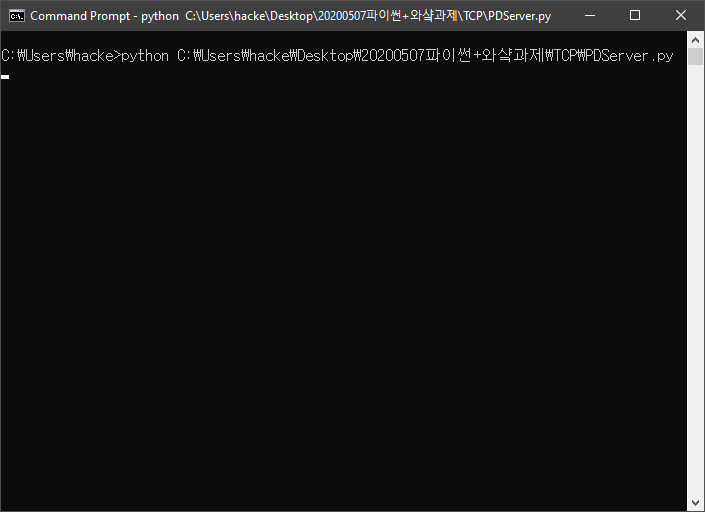 Command Prompt - python  C:\Users\hacke\Desktop\20200507파이썬+와샼과제\TCP\PDServer.py
C:₩Users₩hacke>python C:₩Users₩hacke₩Desktop₩20200507파이썬+와샼과제₩TCP₩PDServer.py